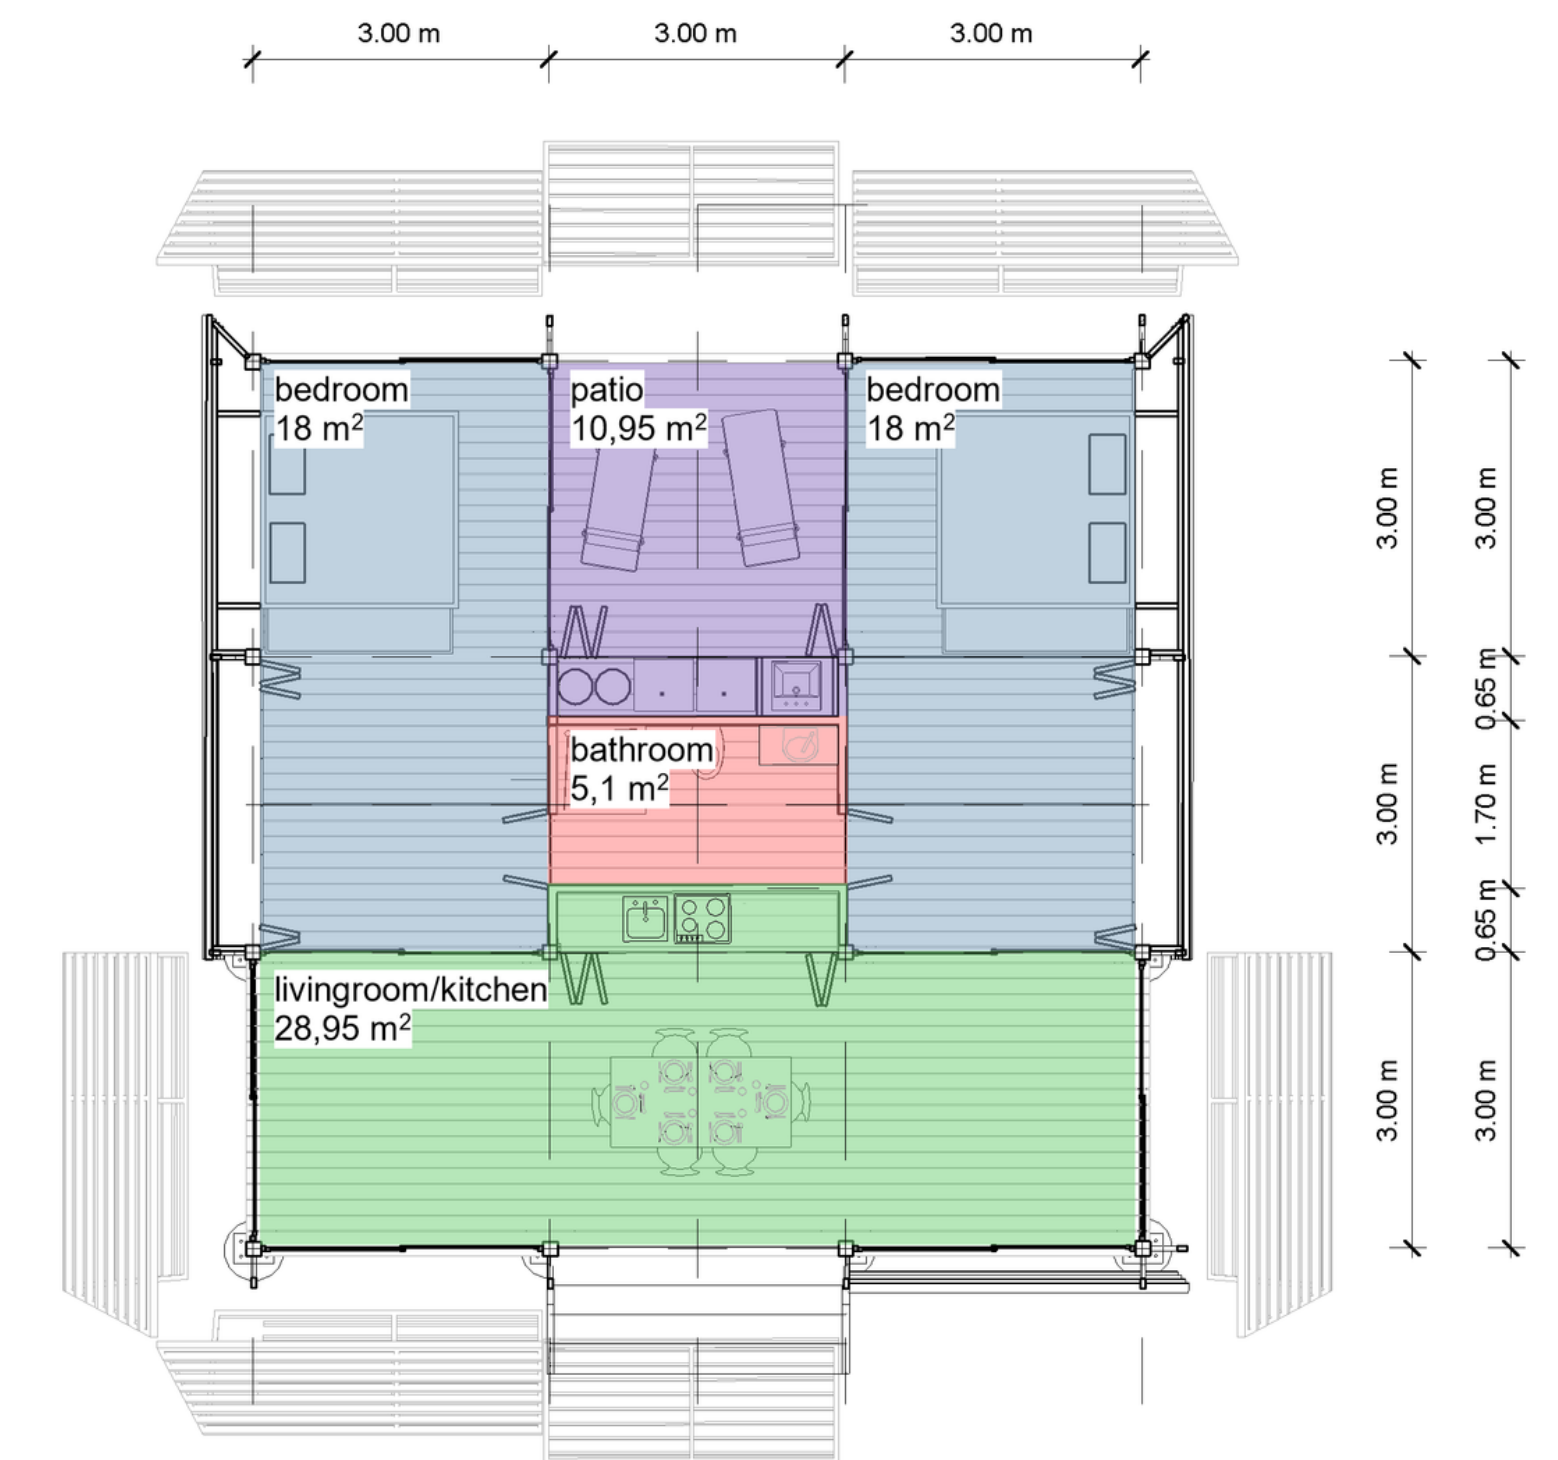 3.00 m 3.00 m 3.00 m
bedroom
18 m²
patio
10,95 m²
bedroom
18 m²
3.00 m
3.00 m
0.65 m
bathroom
5,1 m²
3.00 m
1.70 m
0.65 m
livingroom/kitchen
28,95 m²
3.00 m
3.00 m